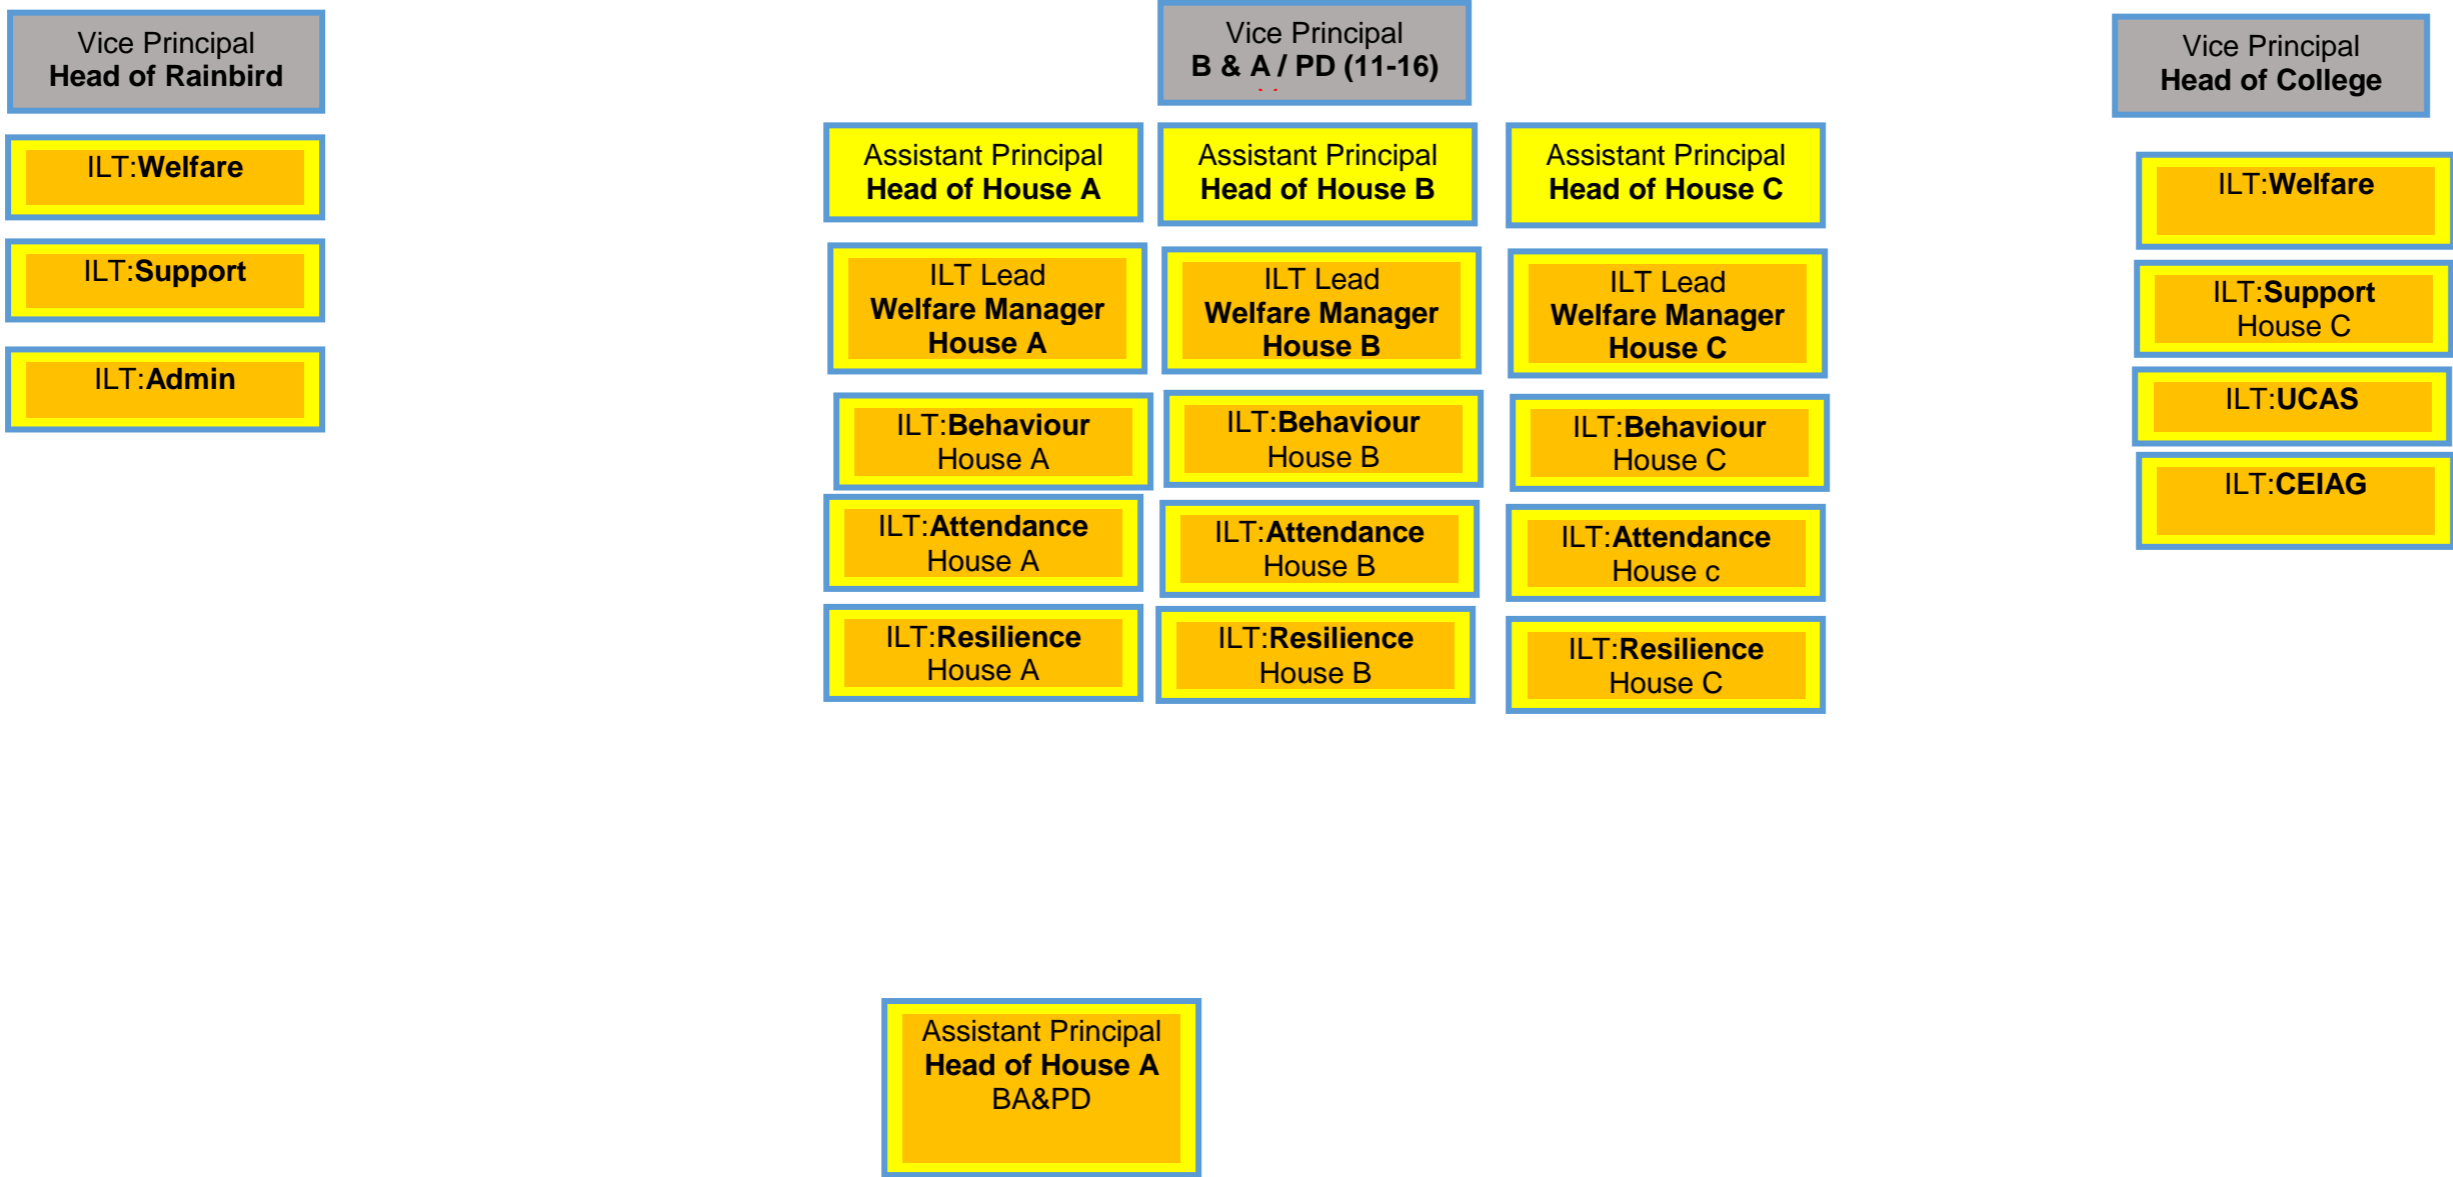 Vice Principal
Head of Rainbird
ILT:Welfare
ILT:Support
ILT:Admin
Vice Principal
B & A / PD (11-16)
Assistant Principal
Head of House A
ILT Lead
Welfare Manager
House A
ILT:Behaviour
House A
ILT:Attendance
House A
ILT:Resilience
House A
Assistant Principal
Head of House B
ILT Lead
Welfare Manager
House B
ILT:Behaviour
House B
ILT:Attendance
House B
ILT:Resilience
House B
Assistant Principal
Head of House C
ILT Lead
Welfare Manager
House C
ILT:Behaviour
House C
ILT:Attendance
House c
ILT:Resilience
House C
Vice Principal
Head of College
ILT:Welfare
ILT:Support
House C
ILT:UCAS
ILT:CEIAG
Assistant Principal
Head of House A
BA&PD